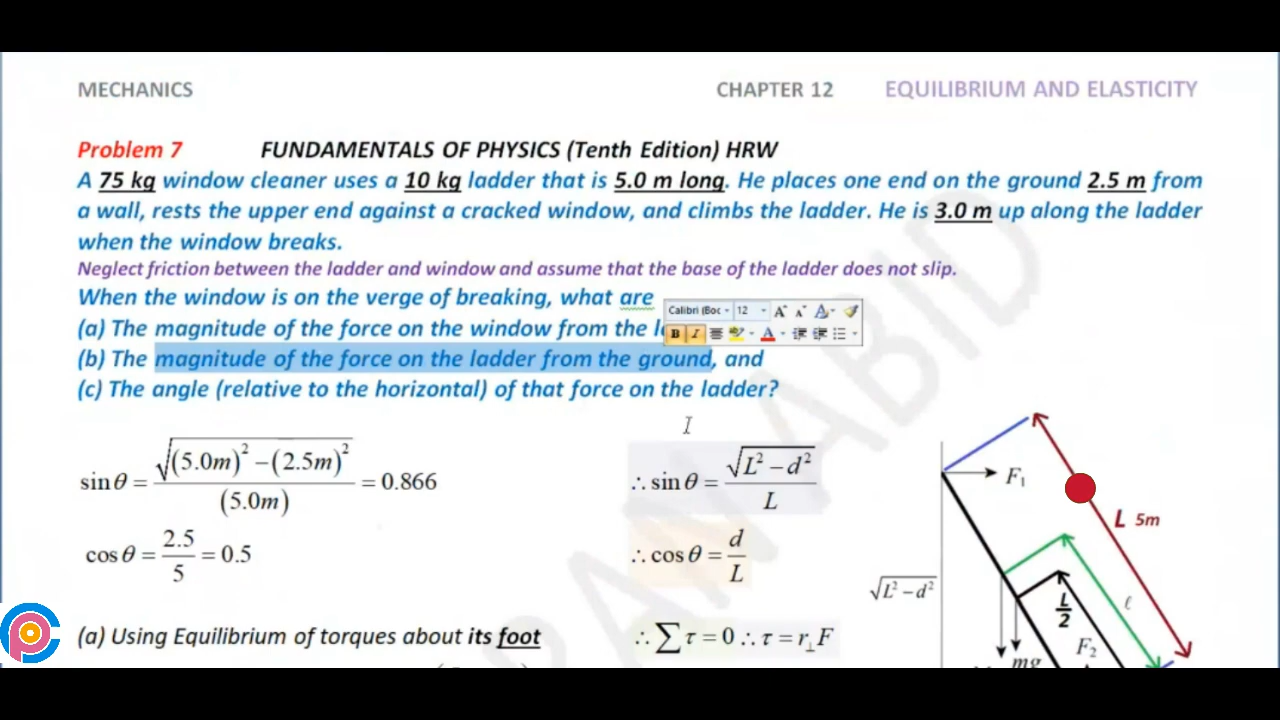 MECHANICS CHAPTER 12 EQUILIBRIUM AND ELASTICITY
Problem 7 FUNDAMENTALS OF PHYSICS (Tenth Edition) HRW
A 75 kg window cleaner uses a 10 kg ladder that is 5.0 m long. He places one end on the ground 2.5 m from
a wall, rests the upper end against a cracked window, and climbs the ladder. He is 3.0 m up along the ladder
when the window breaks.
Neglect friction between the ladder and window and assume that the base of the ladder does not slip.
When the window is on the verge of breaking, what are
Calibri (Boc 12
(a) The magnitude of the force on the window from the
B I
(b) The magnitude of the force on the ladder from the ground, and
(c) The angle (relative to the horizontal) of that force on the ladder?
sin θ = √((5.0m)² − (2.5m)²) / (5.0m) = 0.866
∴ sin θ = √(L² − d²) / L
F₁
L 5m
cos θ = 2.5 / 5 = 0.5
∴ cos θ = d / L
√(L² − d²)
L/2
ℓ
(a) Using Equilibrium of torques about its foot
∴ ∑ τ = 0 ∴ τ = r⊥F
F₂
mg